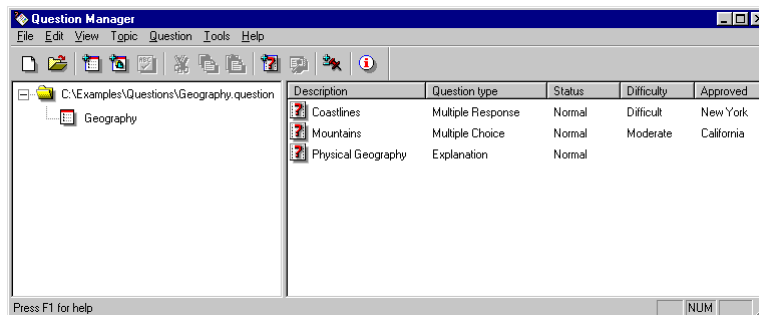 Question Manager
File Edit View Topic Question Tools Help
C:\Examples\Questions\Geography.question
Geography
Description Question type Status Difficulty Approved
Coastlines Multiple Response Normal Difficult New York
Mountains Multiple Choice Normal Moderate California
Physical Geography Explanation Normal
Press F1 for help NUM